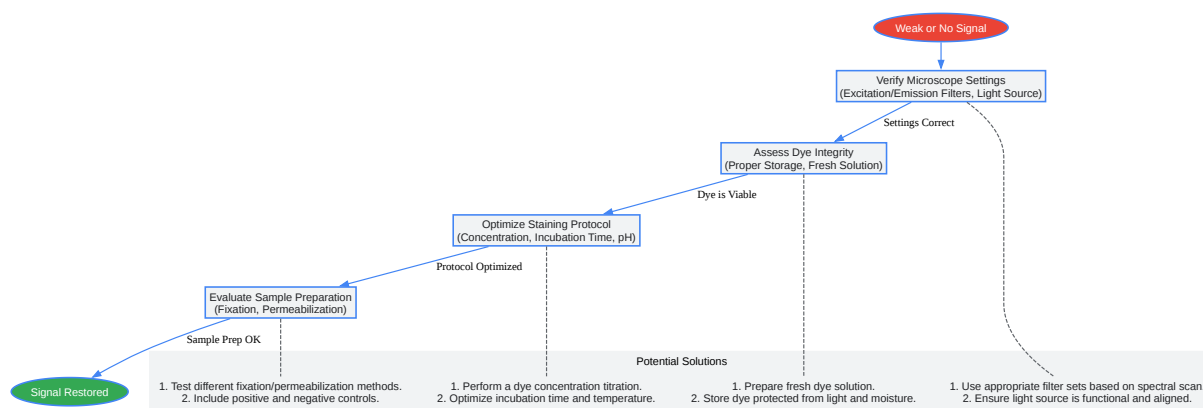 Weak or No Signal
Verify Microscope Settings
(Excitation/Emission Filters, Light Source)
Settings Correct
Assess Dye Integrity
(Proper Storage, Fresh Solution)
Dye is Viable
Optimize Staining Protocol
(Concentration, Incubation Time, pH)
Protocol Optimized
Evaluate Sample Preparation
(Fixation, Permeabilization)
Sample Prep OK
Signal Restored
Potential Solutions
1. Test different fixation/permeabilization methods.
2. Include positive and negative controls.
1. Perform a dye concentration titration.
2. Optimize incubation time and temperature.
1. Prepare fresh dye solution.
2. Store dye protected from light and moisture.
1. Use appropriate filter sets based on spectral scan
2. Ensure light source is functional and aligned.